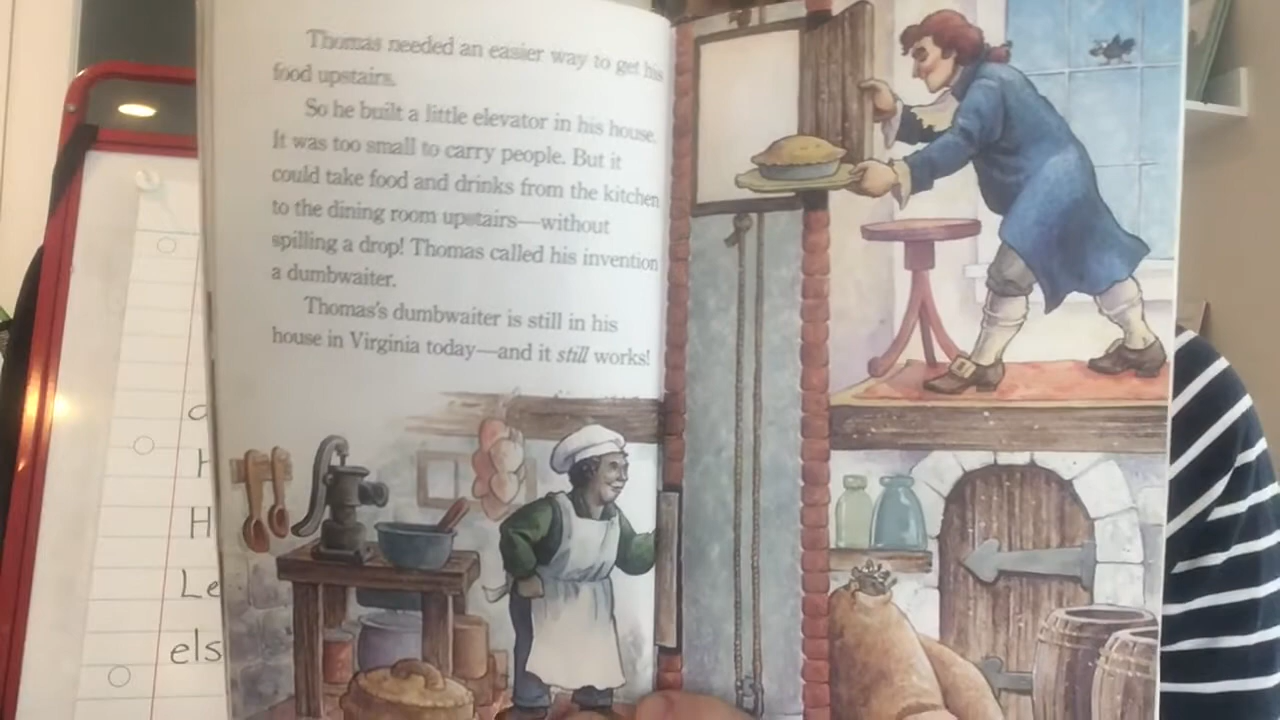 Thomas needed an easier way to get his
food upstairs.
So he built a little elevator in his house.
It was too small to carry people. But it
could take food and drinks from the kitchen
to the dining room upstairs—without
spilling a drop! Thomas called his invention
a dumbwaiter.
Thomas's dumbwaiter is still in his
house in Virginia today—and it still works!
H
H
Le
els